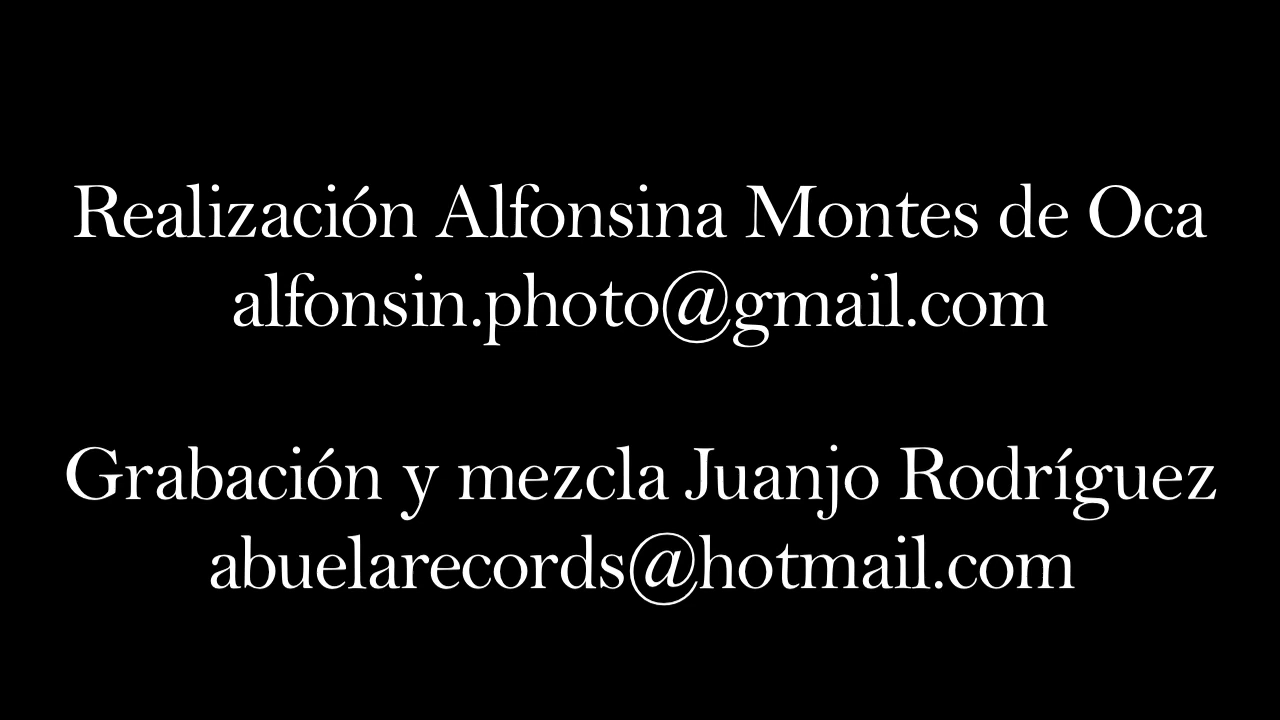 Realización Alfonsina Montes de Oca
alfonsin.photo@gmail.com
Grabación y mezcla Juanjo Rodríguez
abuelarecords@hotmail.com